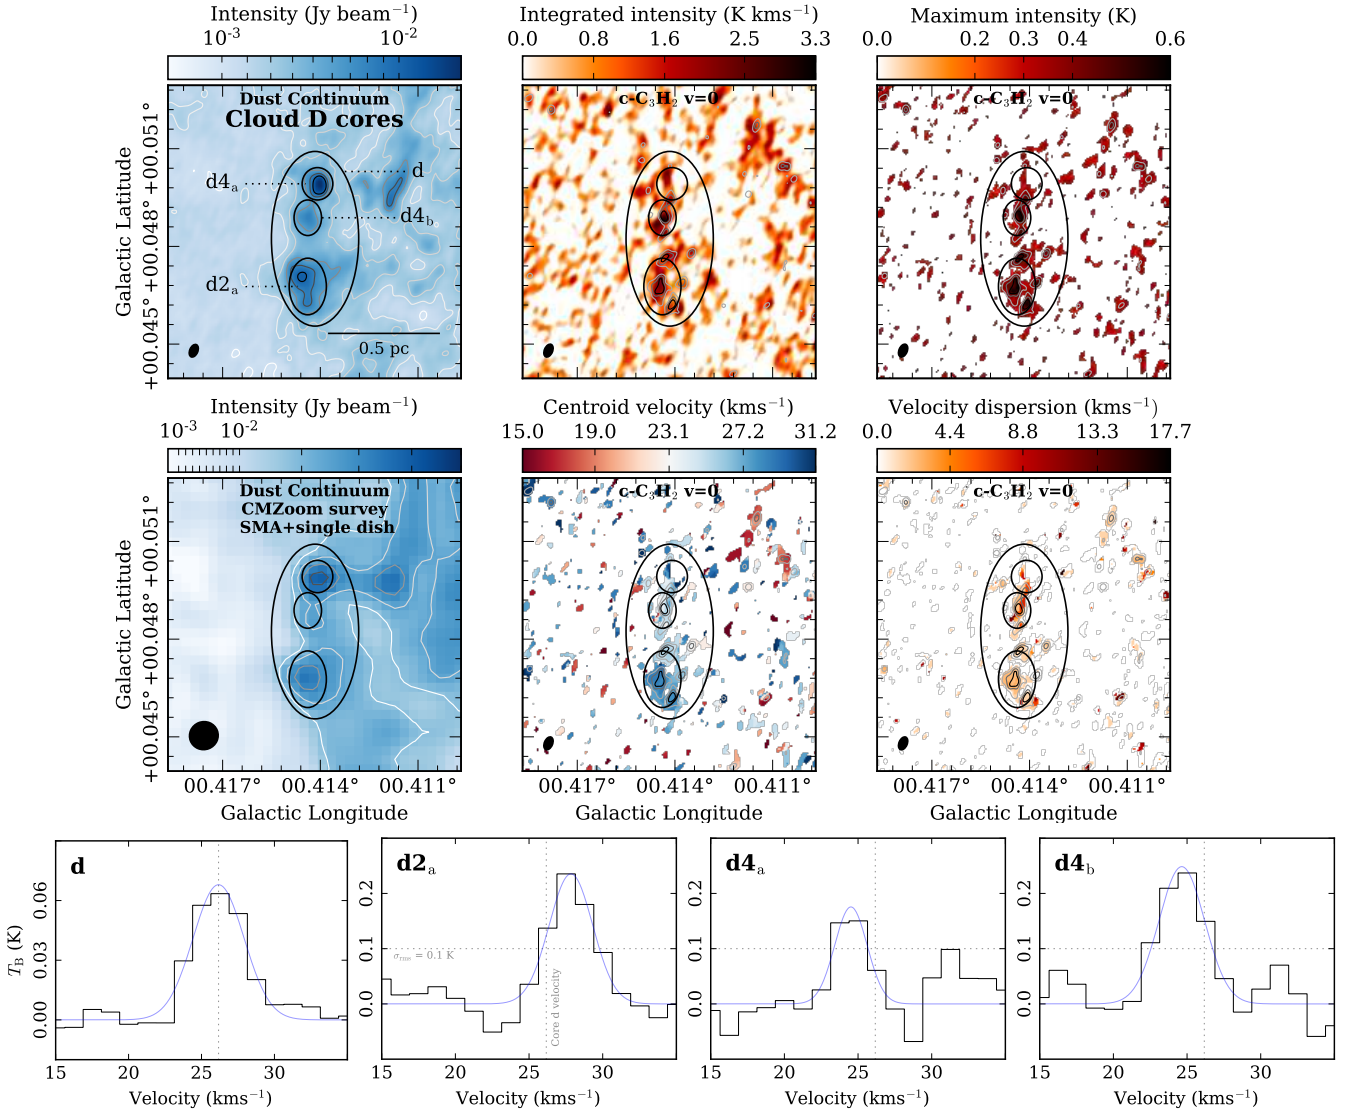 Intensity (Jy beam⁻¹)
10⁻³ 10⁻²
Dust Continuum
Cloud D cores
d4ₐ
d
d4_b
d2ₐ
0.5 pc
Galactic Latitude
+00.051°
+00.048°
+00.045°
Integrated intensity (K kms⁻¹)
0.0 0.8 1.6 2.5 3.3
c-C₃H₂ v=0
Maximum intensity (K)
0.0 0.2 0.3 0.4 0.6
c-C₃H₂ v=0
Intensity (Jy beam⁻¹)
10⁻³ 10⁻²
Dust Continuum
CMZoom survey
SMA+single dish
Galactic Latitude
+00.051°
+00.048°
+00.045°
00.417° 00.414° 00.411°
Galactic Longitude
Centroid velocity (kms⁻¹)
15.0 19.0 23.1 27.2 31.2
c-C₃H₂ v=0
00.417° 00.414° 00.411°
Galactic Longitude
Velocity dispersion (kms⁻¹)
0.0 4.4 8.8 13.3 17.7
c-C₃H₂ v=0
00.417° 00.414° 00.411°
Galactic Longitude
d
T_B (K)
0.06
0.03
0.00
15 20 25 30
Velocity (kms⁻¹)
d2ₐ
0.2
0.1
0.0
σ_rms = 0.1 K
Core d velocity
15 20 25 30
Velocity (kms⁻¹)
d4ₐ
0.2
0.1
0.0
15 20 25 30
Velocity (kms⁻¹)
d4_b
0.2
0.1
0.0
15 20 25 30
Velocity (kms⁻¹)